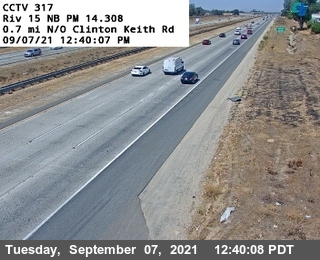 CCTV 317
Riv 15 NB PM 14.308
0.7 mi N/O Clinton Keith Rd
09/07/21 12:40:07 PM
Tuesday, September 07, 2021 12:40:08 PDT